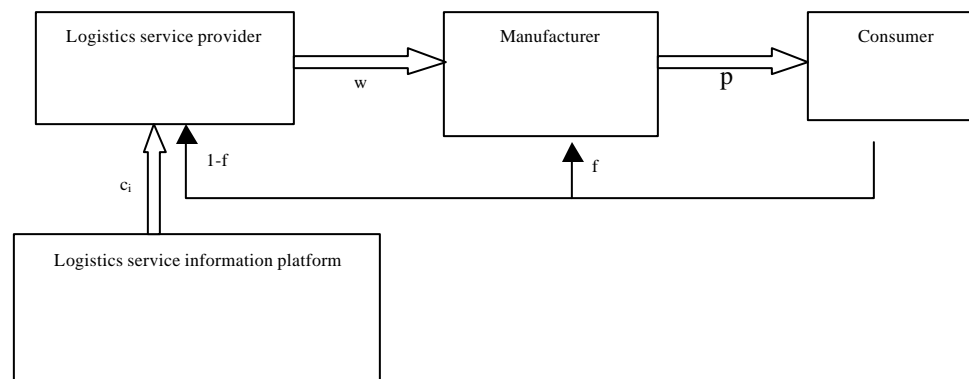 Logistics service provider
Manufacturer
Consumer
w
p
1-f
f
cᵢ
Logistics service information platform